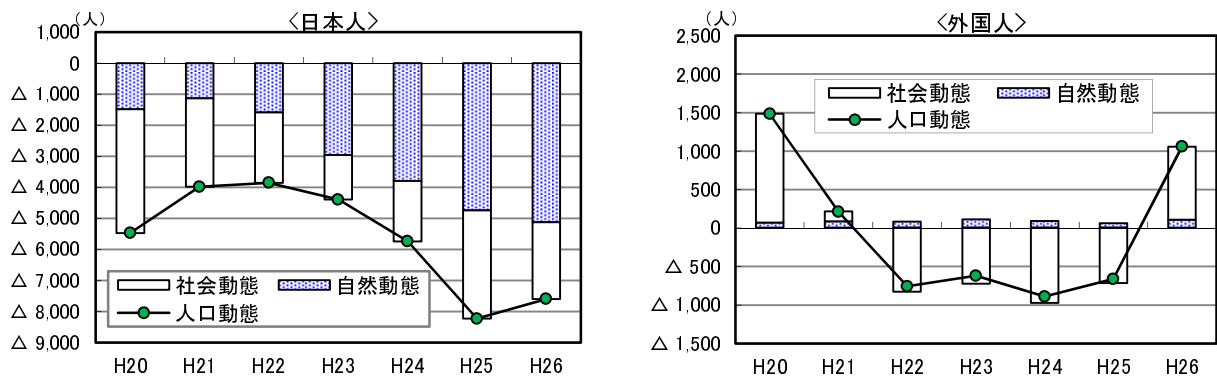 (人)
<日本人>
1,000
0
△ 1,000
△ 2,000
△ 3,000
△ 4,000
△ 5,000
△ 6,000
△ 7,000
△ 8,000
△ 9,000
社会動態 自然動態
人口動態
H20 H21 H22 H23 H24 H25 H26
(人)
<外国人>
2,500
2,000
1,500
1,000
500
0
△ 500
△ 1,000
△ 1,500
社会動態 自然動態
人口動態
H20 H21 H22 H23 H24 H25 H26